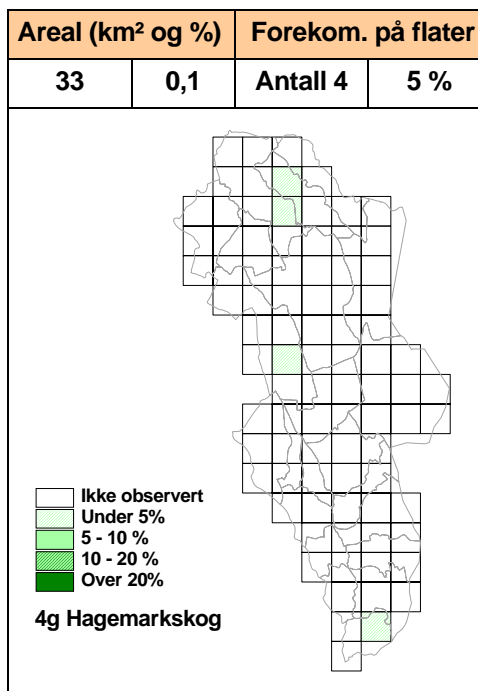 Areal (km² og %) Forekom. på flater
33 0,1 Antall 4 5 %
Ikke observert
Under 5%
5 - 10 %
10 - 20 %
Over 20%
4g Hagemarkskog